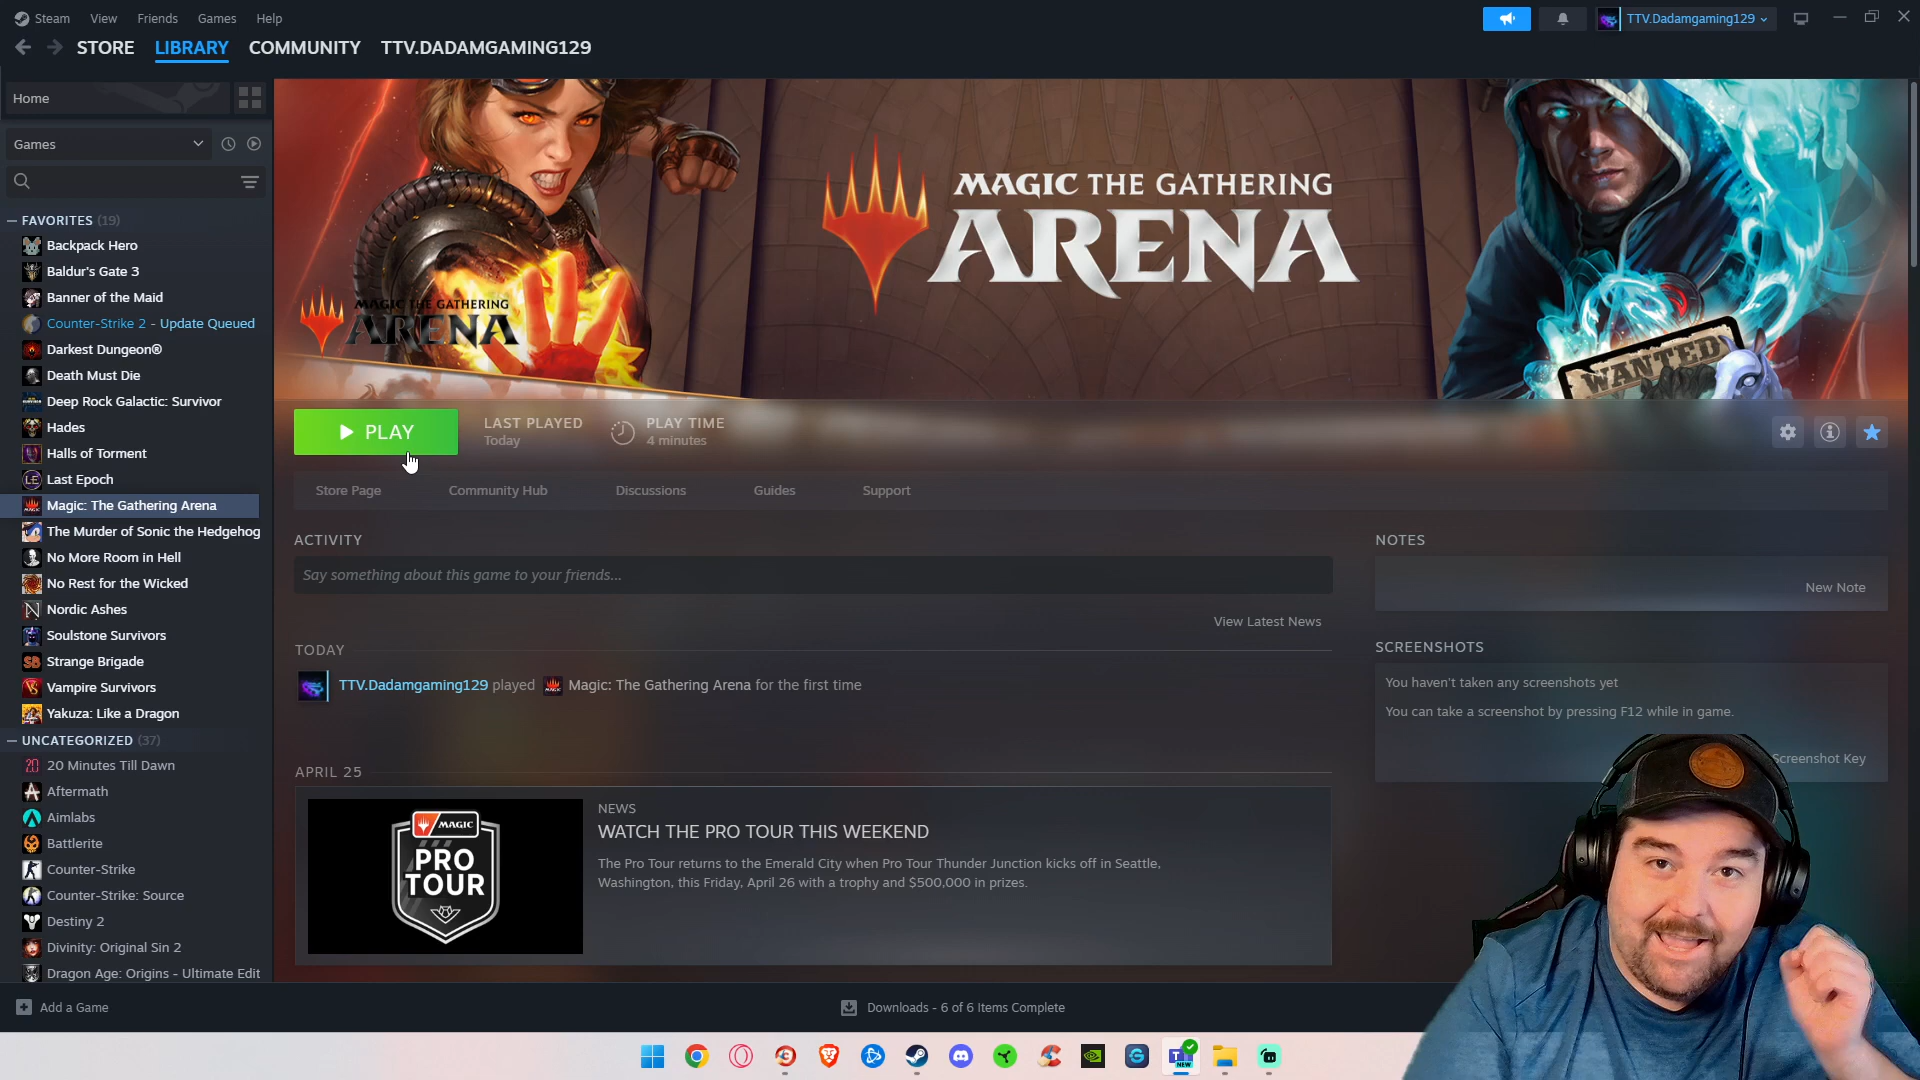 Steam View Friends Games Help
TTV.Dadamgaming129
STORE LIBRARY COMMUNITY TTV.DADAMGAMING129
Home
Games
FAVORITES (19)
Backpack Hero
Baldur's Gate 3
Banner of the Maid
Counter-Strike 2 - Update Queued
Darkest Dungeon®
Death Must Die
Deep Rock Galactic: Survivor
Hades
Halls of Torment
Last Epoch
Magic: The Gathering Arena
The Murder of Sonic the Hedgehog
No More Room in Hell
No Rest for the Wicked
Nordic Ashes
Soulstone Survivors
Strange Brigade
Vampire Survivors
Yakuza: Like a Dragon
UNCATEGORIZED (37)
20 Minutes Till Dawn
Aftermath
Aimlabs
Battlerite
Counter-Strike
Counter-Strike: Source
Destiny 2
Divinity: Original Sin 2
Dragon Age: Origins - Ultimate Edit
Add a Game
MAGIC THE GATHERING
ARENA
MAGIC THE GATHERING
ARENA
WANTED
PLAY
LAST PLAYED
Today
PLAY TIME
4 minutes
Store Page Community Hub Discussions Guides Support
ACTIVITY
Say something about this game to your friends...
View Latest News
TODAY
TTV.Dadamgaming129 played Magic: The Gathering Arena for the first time
APRIL 25
MAGIC
PRO
TOUR
NEWS
WATCH THE PRO TOUR THIS WEEKEND
The Pro Tour returns to the Emerald City when Pro Tour Thunder Junction kicks off in Seattle,
Washington, this Friday, April 26 with a trophy and $500,000 in prizes.
NOTES
New Note
SCREENSHOTS
You haven't taken any screenshots yet
You can take a screenshot by pressing F12 while in game.
Screenshot Key
Downloads - 6 of 6 Items Complete
NEW